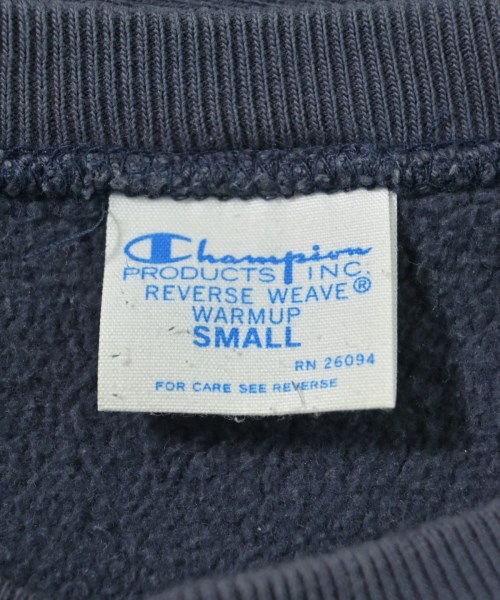 Champion
PRODUCTS INC.
REVERSE WEAVE®
WARMUP
SMALL
RN 26094
FOR CARE SEE REVERSE